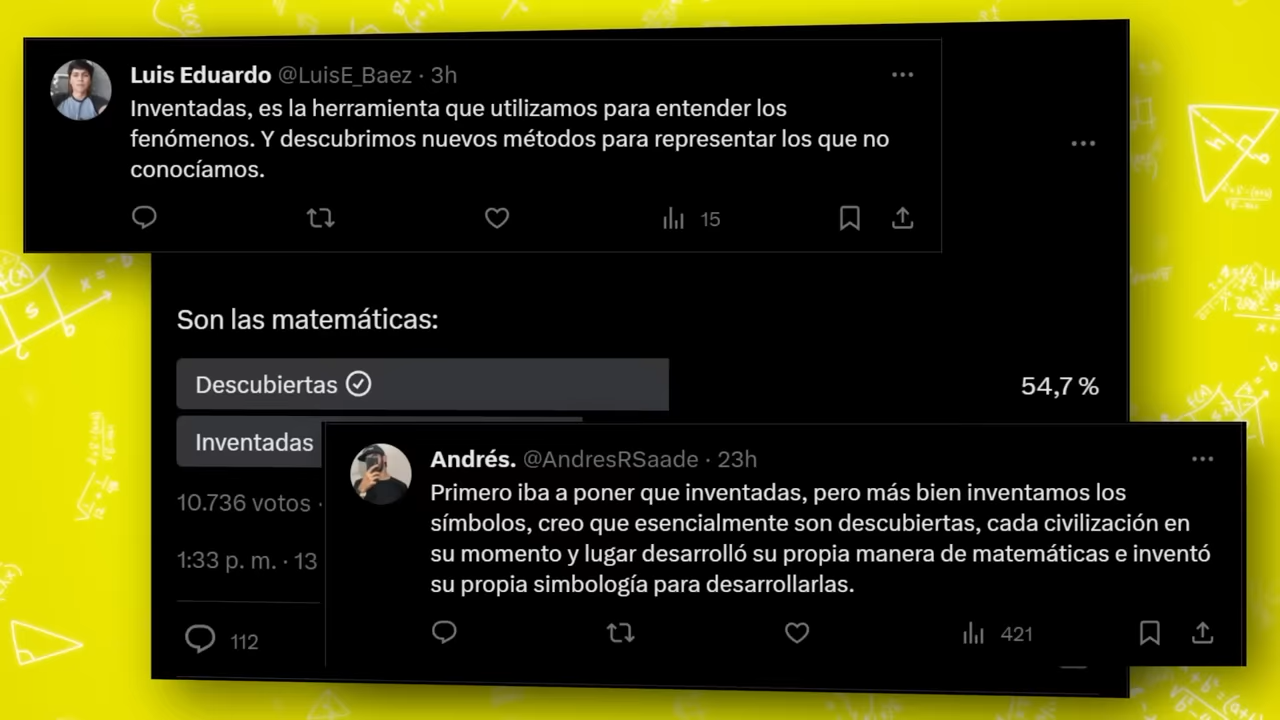 Luis Eduardo @LuisE_Baez · 3h
Inventadas, es la herramienta que utilizamos para entender los
fenómenos. Y descubrimos nuevos métodos para representar los que no
conocíamos.
15
Son las matemáticas:
Descubiertas
54,7 %
Inventadas
10.736 votos ·
1:33 p. m. · 13
112
Andrés. @AndresRSaade · 23h
Primero iba a poner que inventadas, pero más bien inventamos los
símbolos, creo que esencialmente son descubiertas, cada civilización en
su momento y lugar desarrolló su propia manera de matemáticas e inventó
su propia simbología para desarrollarlas.
421